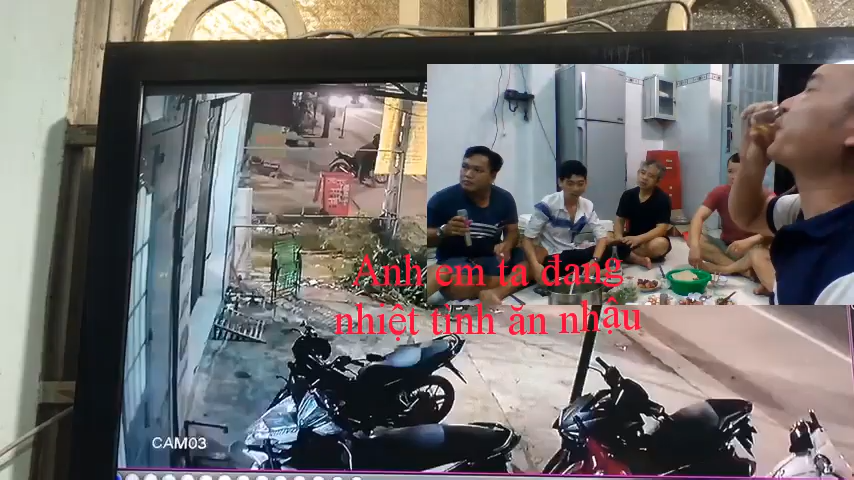 Anh em ta đang
nhiệt tình ăn nhậu
CAM03